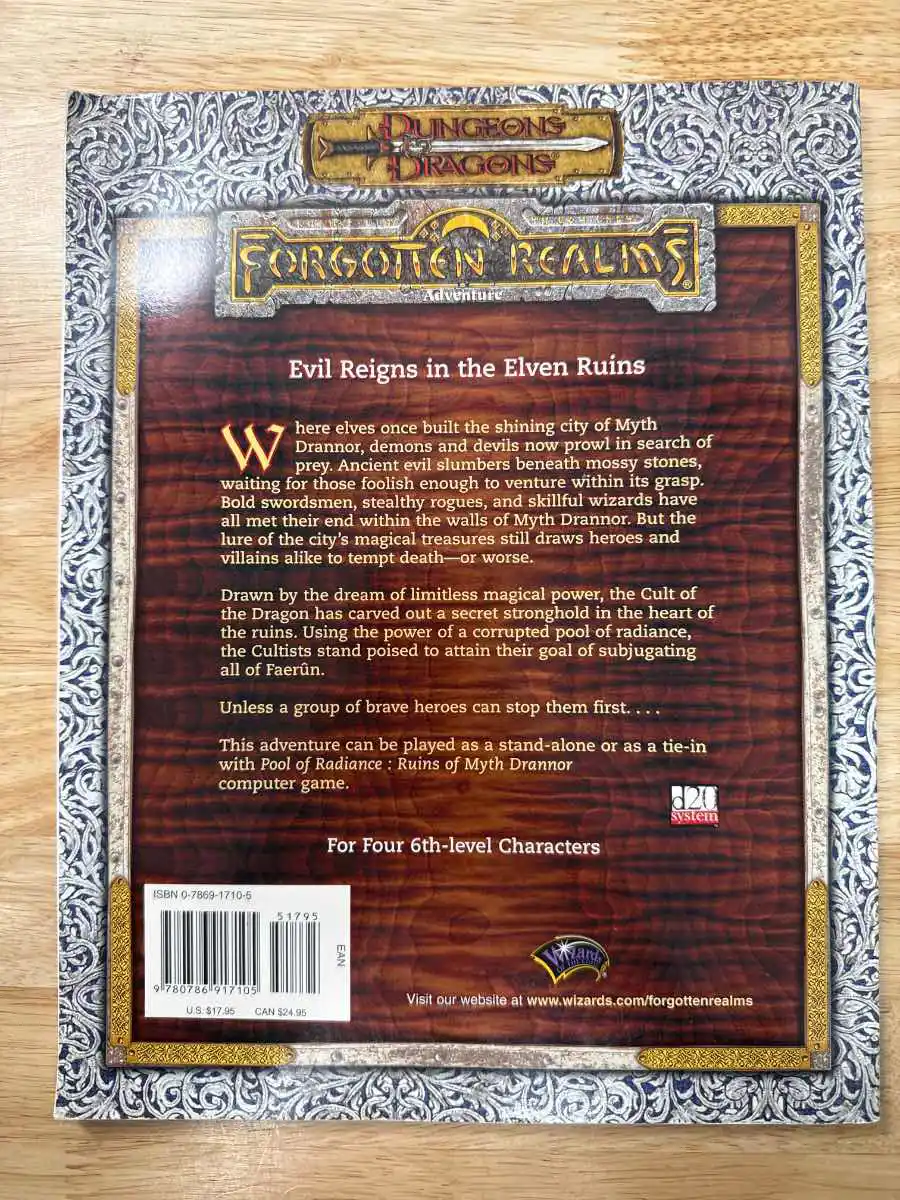 DUNGEONS
DRAGONS®
FORGOTTEN REALMS®
Adventure
Evil Reigns in the Elven Ruins
Where elves once built the shining city of Myth
Drannor, demons and devils now prowl in search of
prey. Ancient evil slumbers beneath mossy stones,
waiting for those foolish enough to venture within its grasp.
Bold swordsmen, stealthy rogues, and skillful wizards have
all met their end within the walls of Myth Drannor. But the
lure of the city's magical treasures still draws heroes and
villains alike to tempt death—or worse.
Drawn by the dream of limitless magical power, the Cult of
the Dragon has carved out a secret stronghold in the heart of
the ruins. Using the power of a corrupted pool of radiance,
the Cultists stand poised to attain their goal of subjugating
all of Faerûn.
Unless a group of brave heroes can stop them first. . . .
This adventure can be played as a stand-alone or as a tie-in
with Pool of Radiance : Ruins of Myth Drannor
computer game.
d20
system
For Four 6th-level Characters
ISBN 0-7869-1710-5
51795
EAN
9 780786 917105
U.S. $17.95 CAN $24.95
Wizards
Visit our website at www.wizards.com/forgottenrealms